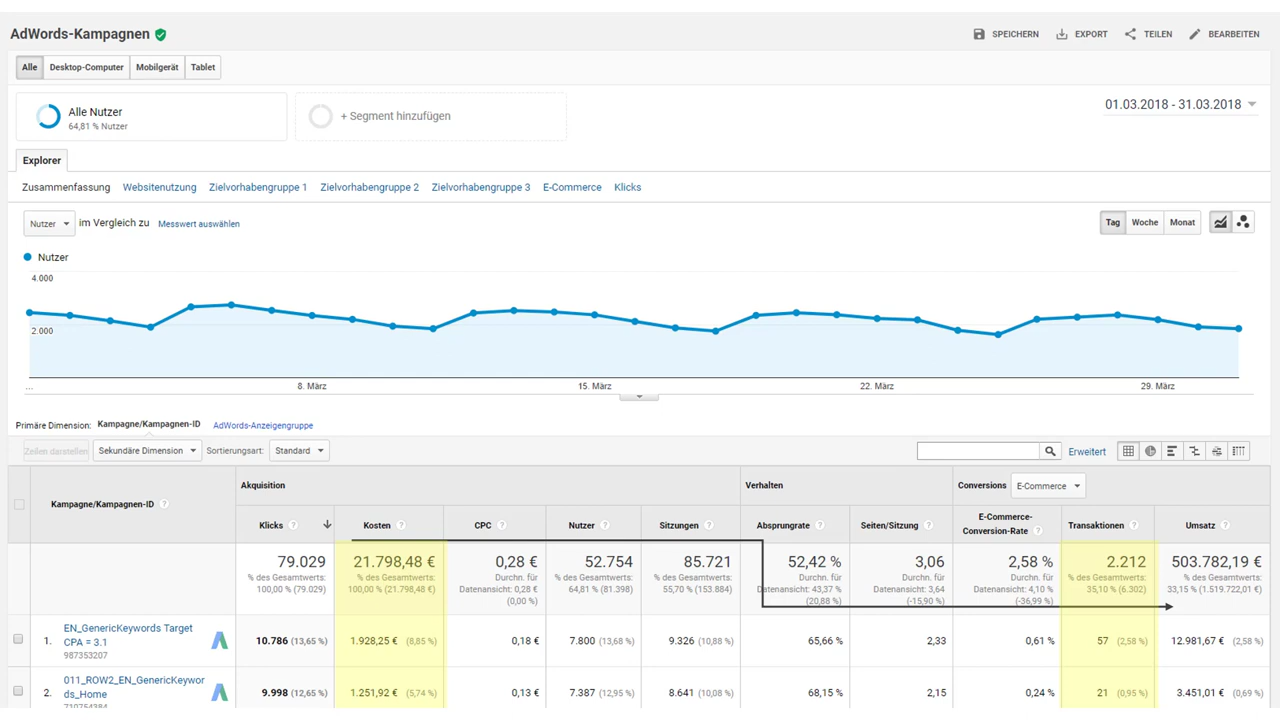 AdWords-Kampagnen
SPEICHERN EXPORT TEILEN BEARBEITEN
Alle Desktop-Computer Mobilgerät Tablet
Alle Nutzer
64,81 % Nutzer
+ Segment hinzufügen
01.03.2018 - 31.03.2018
Explorer
Zusammenfassung Websitenutzung Zielvorhabengruppe 1 Zielvorhabengruppe 2 Zielvorhabengruppe 3 E-Commerce Klicks
Nutzer im Vergleich zu Messwert auswählen
Tag Woche Monat
Nutzer
4.000
2.000
... 8. März 15. März 22. März 29. März
Primäre Dimension: Kampagne/Kampagnen-ID AdWords-Anzeigengruppe
Zeilen darstellen Sekundäre Dimension Sortierungsart: Standard Erweitert
Kampagne/Kampagnen-ID ?
Akquisition Verhalten Conversions E-Commerce
Klicks ? Kosten ? CPC ? Nutzer ? Sitzungen ? Absprungrate ? Seiten/Sitzung ? E-Commerce-Conversion-Rate ? Transaktionen ? Umsatz ?
79.029 21.798,48 € 0,28 € 52.754 85.721 52,42 % 3,06 2,58 % 2.212 503.782,19 €
% des Gesamtwerts: % des Gesamtwerts: Durchn. für % des Gesamtwerts: % des Gesamtwerts: Durchn. für Durchn. für Durchn. für % des Gesamtwerts: % des Gesamtwerts:
100,00 % (79.029) 100,00 % (21.798,48 €) Datenansicht: 0,28 € 64,81 % (81.398) 55,70 % (153.884) Datenansicht: 43,37 % Datenansicht: 3,64 Datenansicht: 4,10 % 35,10 % (6.302) 33,15 % (1.519.722,01 €)
(0,00 %) (20,88 %) (-15,90 %) (-36,99 %)
1. EN_GenericKeywords Target
CPA = 3.1
987353207
10.786 (13,65 %) 1.928,25 € (8,85 %) 0,18 € 7.800 (13,68 %) 9.326 (10,88 %) 65,66 % 2,33 0,61 % 57 (2,58 %) 12.981,67 € (2,58 %)
2. 011_ROW2_EN_GenericKeywor
ds_Home
710754384
9.998 (12,65 %) 1.251,92 € (5,74 %) 0,13 € 7.387 (12,95 %) 8.641 (10,08 %) 68,15 % 2,15 0,24 % 21 (0,95 %) 3.451,01 € (0,69 %)